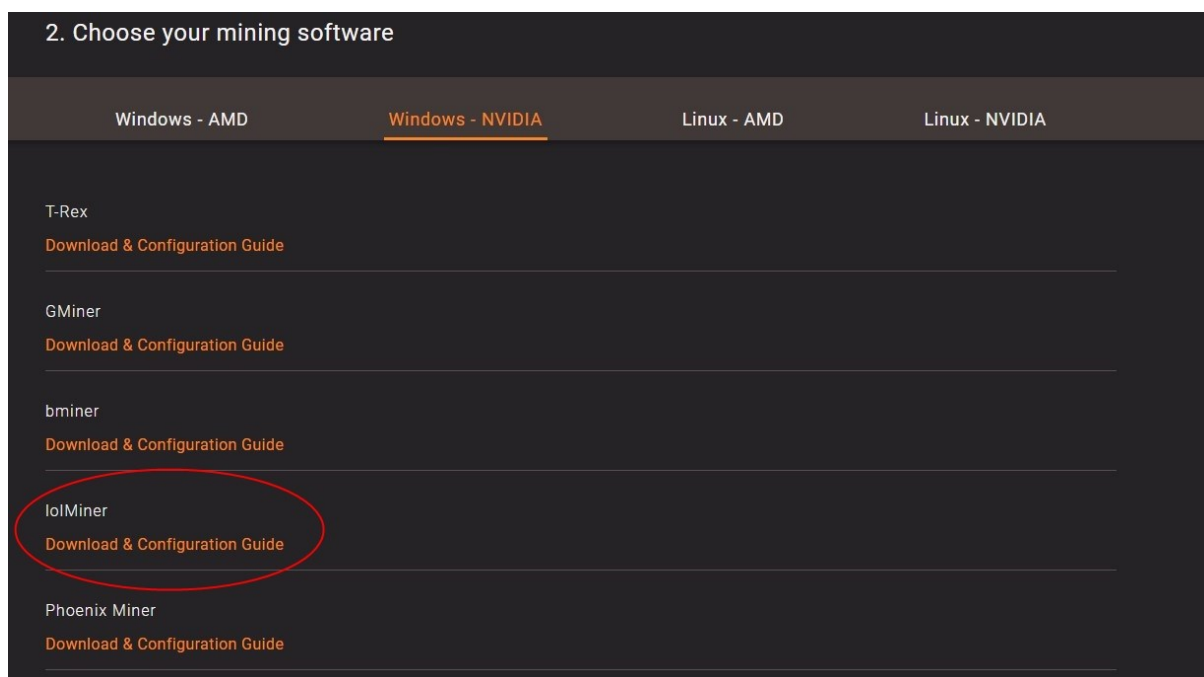 2. Choose your mining software
Windows - AMD Windows - NVIDIA Linux - AMD Linux - NVIDIA
T-Rex
Download & Configuration Guide
GMiner
Download & Configuration Guide
bminer
Download & Configuration Guide
lolMiner
Download & Configuration Guide
Phoenix Miner
Download & Configuration Guide